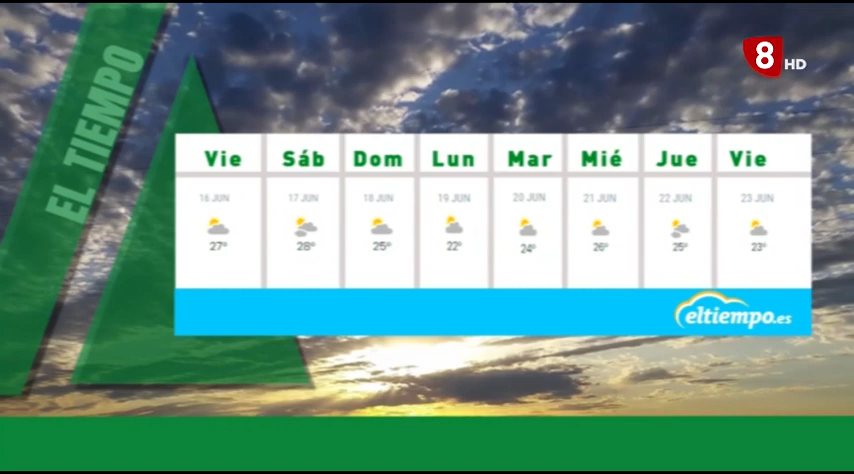 EL TIEMPO
8 HD
Vie Sáb Dom Lun Mar Mié Jue Vie
16 JUN 17 JUN 18 JUN 19 JUN 20 JUN 21 JUN 22 JUN 23 JUN
27º 28º 25º 22º 24º 26º 25º 23º
eltiempo.es